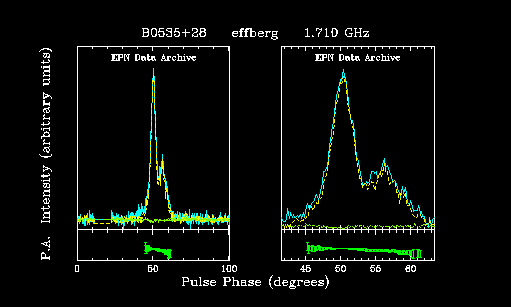 B0535+28 effberg 1.710 GHz
EPN Data Archive EPN Data Archive
P.A. Intensity (arbitrary units)
0 50 100 45 50 55 60
Pulse Phase (degrees)